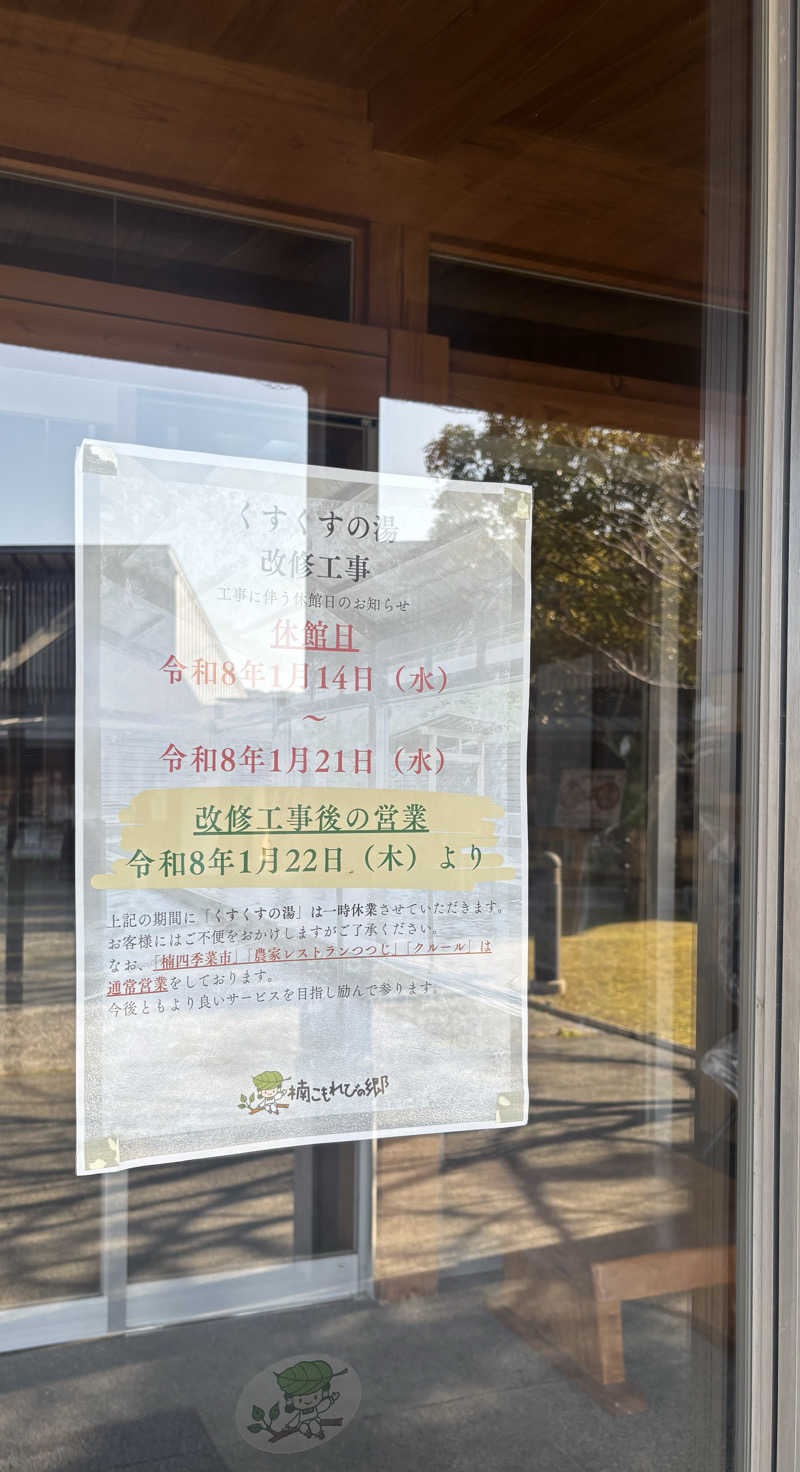 くすくすの湯
改修工事
工事に伴う休館日のお知らせ
休館日
令和8年1月14日（水）
～
令和8年1月21日（水）
改修工事後の営業
令和8年1月22日（木）より
上記の期間に「くすくすの湯」は一時休業させていただきます。
お客様にはご不便をおかけしますがご了承ください。
なお、「楠四季菜市」「農家レストランつつじ」「クルール」は
通常営業をしております。
今後ともより良いサービスを目指し励んで参ります。
楠こもれびの郷